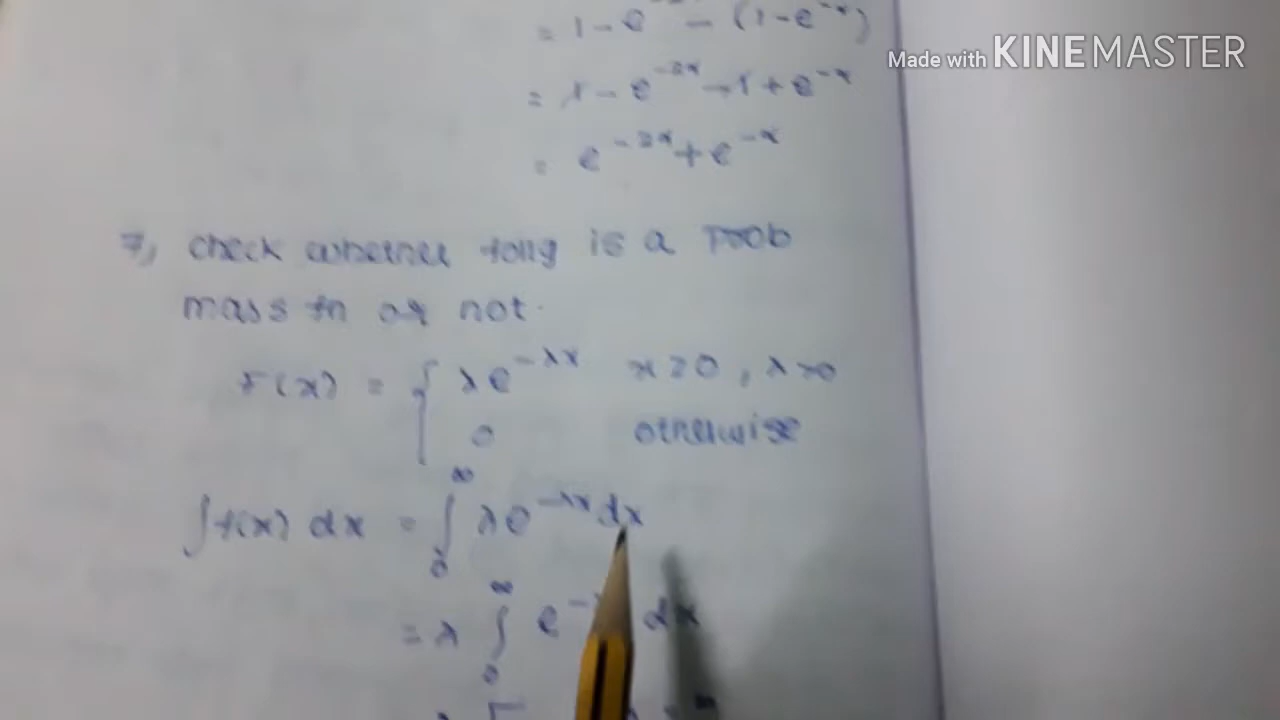 = 1 - e - (1 - e^-x)
Made with KINEMASTER
= 1 - e^-2x - 1 + e^-x
= e^-2x + e^-x
7, check whether folly is a prob
mass fn or not.
F(x) = { λe^-λx x≥0, λ>0
0 otherwise
∫f(x) dx = ∫_0^∞ λe^-λx dx
= λ ∫_0^∞ e^- dx